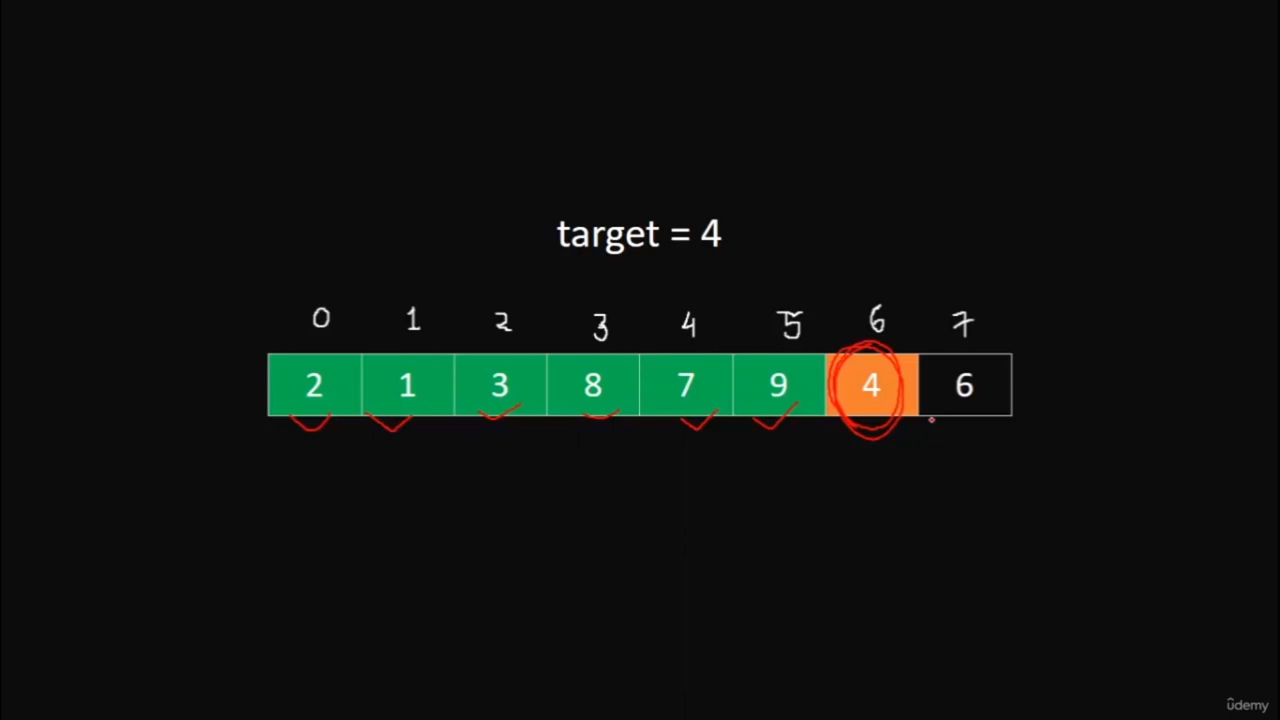 target = 4
0 1 2 3 4 5 6 7
2 1 3 8 7 9 4 6
ûdemy